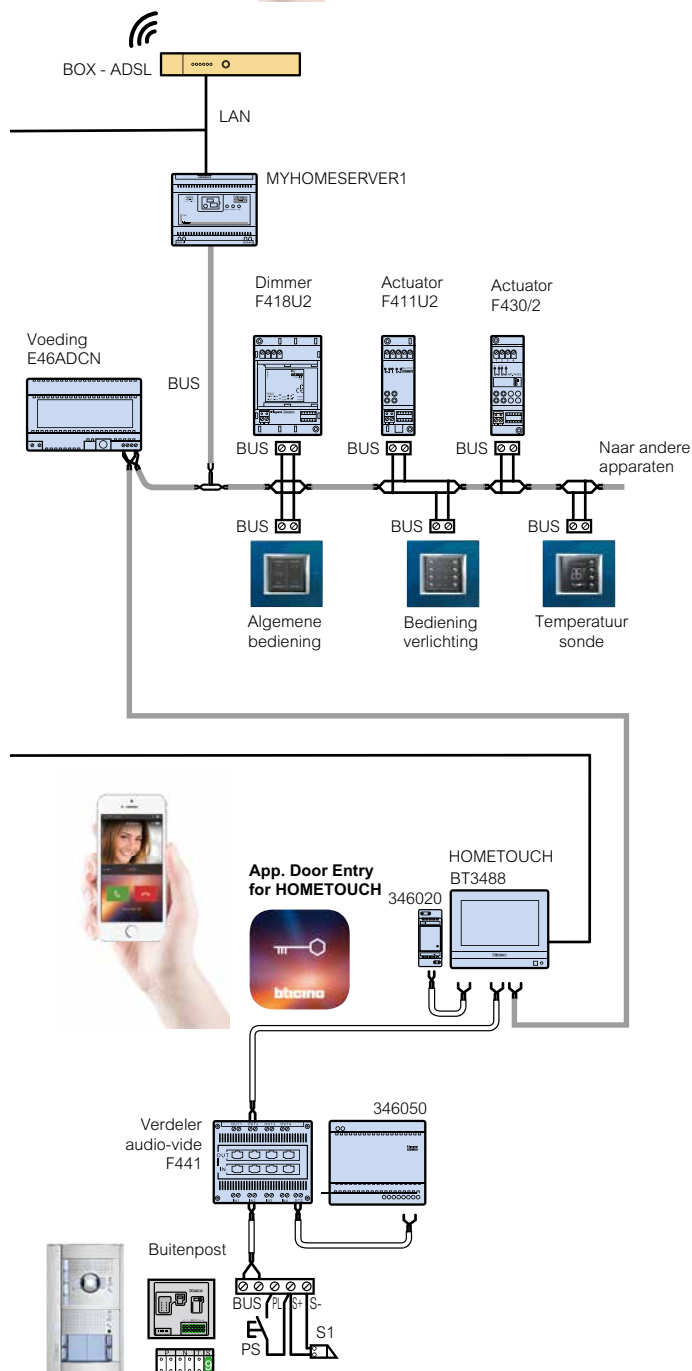 BOX - ADSL
LAN
MYHOMESERVER1
Dimmer
F418U2
Actuator
F411U2
Actuator
F430/2
Voeding
E46ADCN
BUS
BUS
BUS
BUS
Naar andere
apparaten
BUS
BUS
BUS
Algemene
bediening
Bediening
verlichting
Temperatuur
sonde
App. Door Entry
for HOMETOUCH
HOMETOUCH
BT3488
346020
bticino
Verdeler
audio-vide
F441
OUT
IN
346050
Buitenpost
BUS
PL
S+
S-
PS
S1
P
N
T
S
9